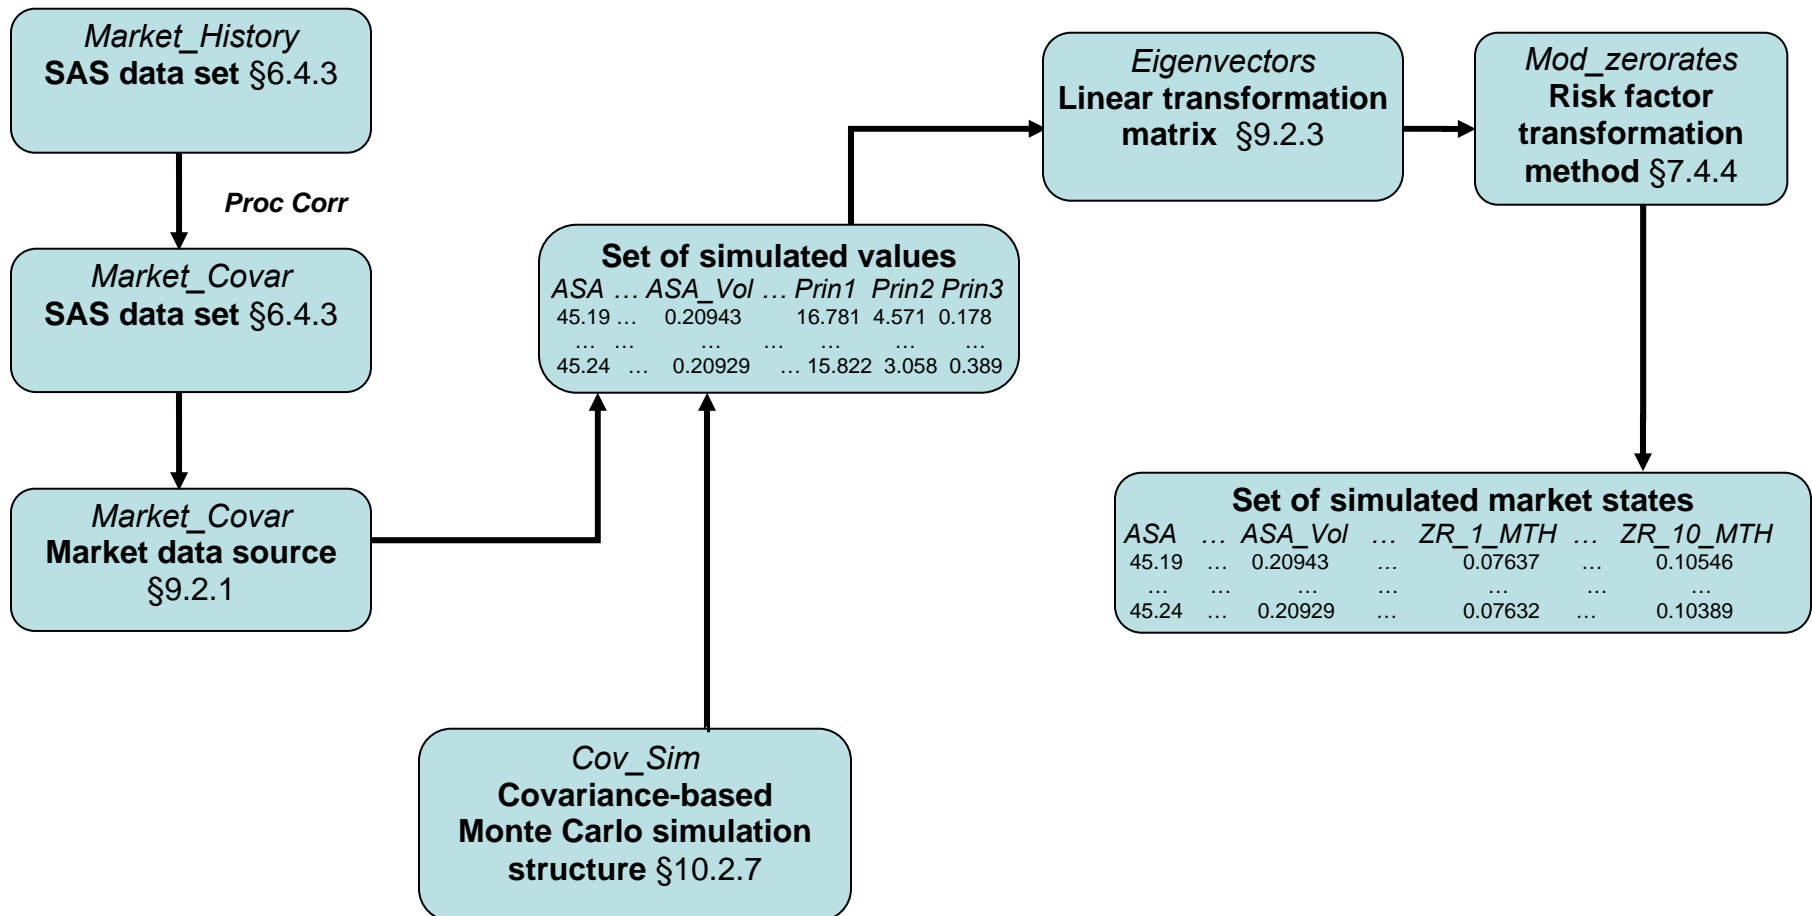 Market_History
SAS data set §6.4.3
Proc Corr
Market_Covar
SAS data set §6.4.3
Market_Covar
Market data source
§9.2.1
Set of simulated values
ASA … ASA_Vol … Prin1 Prin2 Prin3
45.19 … 0.20943 16.781 4.571 0.178
… … … … … … …
45.24 … 0.20929 … 15.822 3.058 0.389
Cov_Sim
Covariance-based
Monte Carlo simulation
structure §10.2.7
Eigenvectors
Linear transformation
matrix §9.2.3
Mod_zerorates
Risk factor
transformation
method §7.4.4
Set of simulated market states
ASA … ASA_Vol … ZR_1_MTH … ZR_10_MTH
45.19 … 0.20943 … 0.07637 … 0.10546
… … … … … … …
45.24 … 0.20929 … 0.07632 … 0.10389